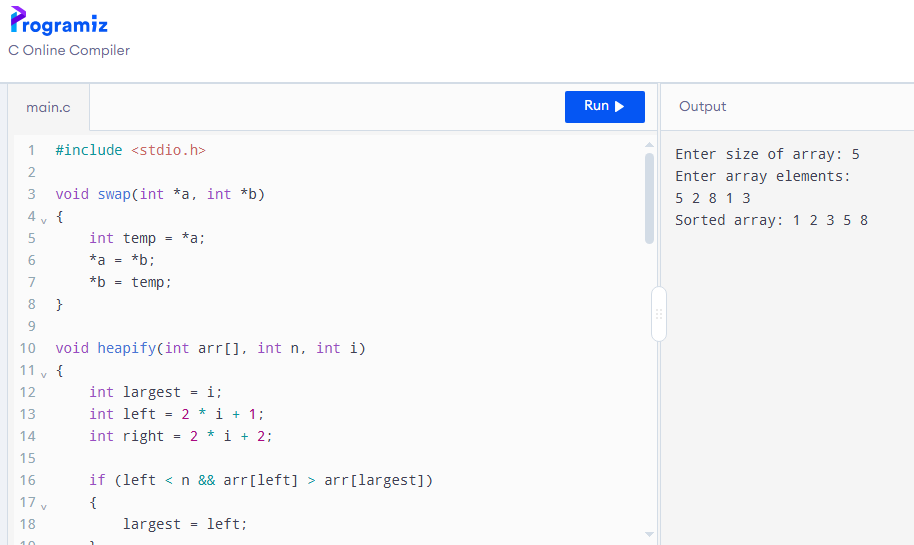 Programiz
C Online Compiler
main.c
Run
Output
1 #include <stdio.h>
2
3 void swap(int *a, int *b)
4 {
5     int temp = *a;
6     *a = *b;
7     *b = temp;
8 }
9
10 void heapify(int arr[], int n, int i)
11 {
12     int largest = i;
13     int left = 2 * i + 1;
14     int right = 2 * i + 2;
15
16     if (left < n && arr[left] > arr[largest])
17     {
18         largest = left;
19     }
Enter size of array: 5
Enter array elements:
5 2 8 1 3
Sorted array: 1 2 3 5 8